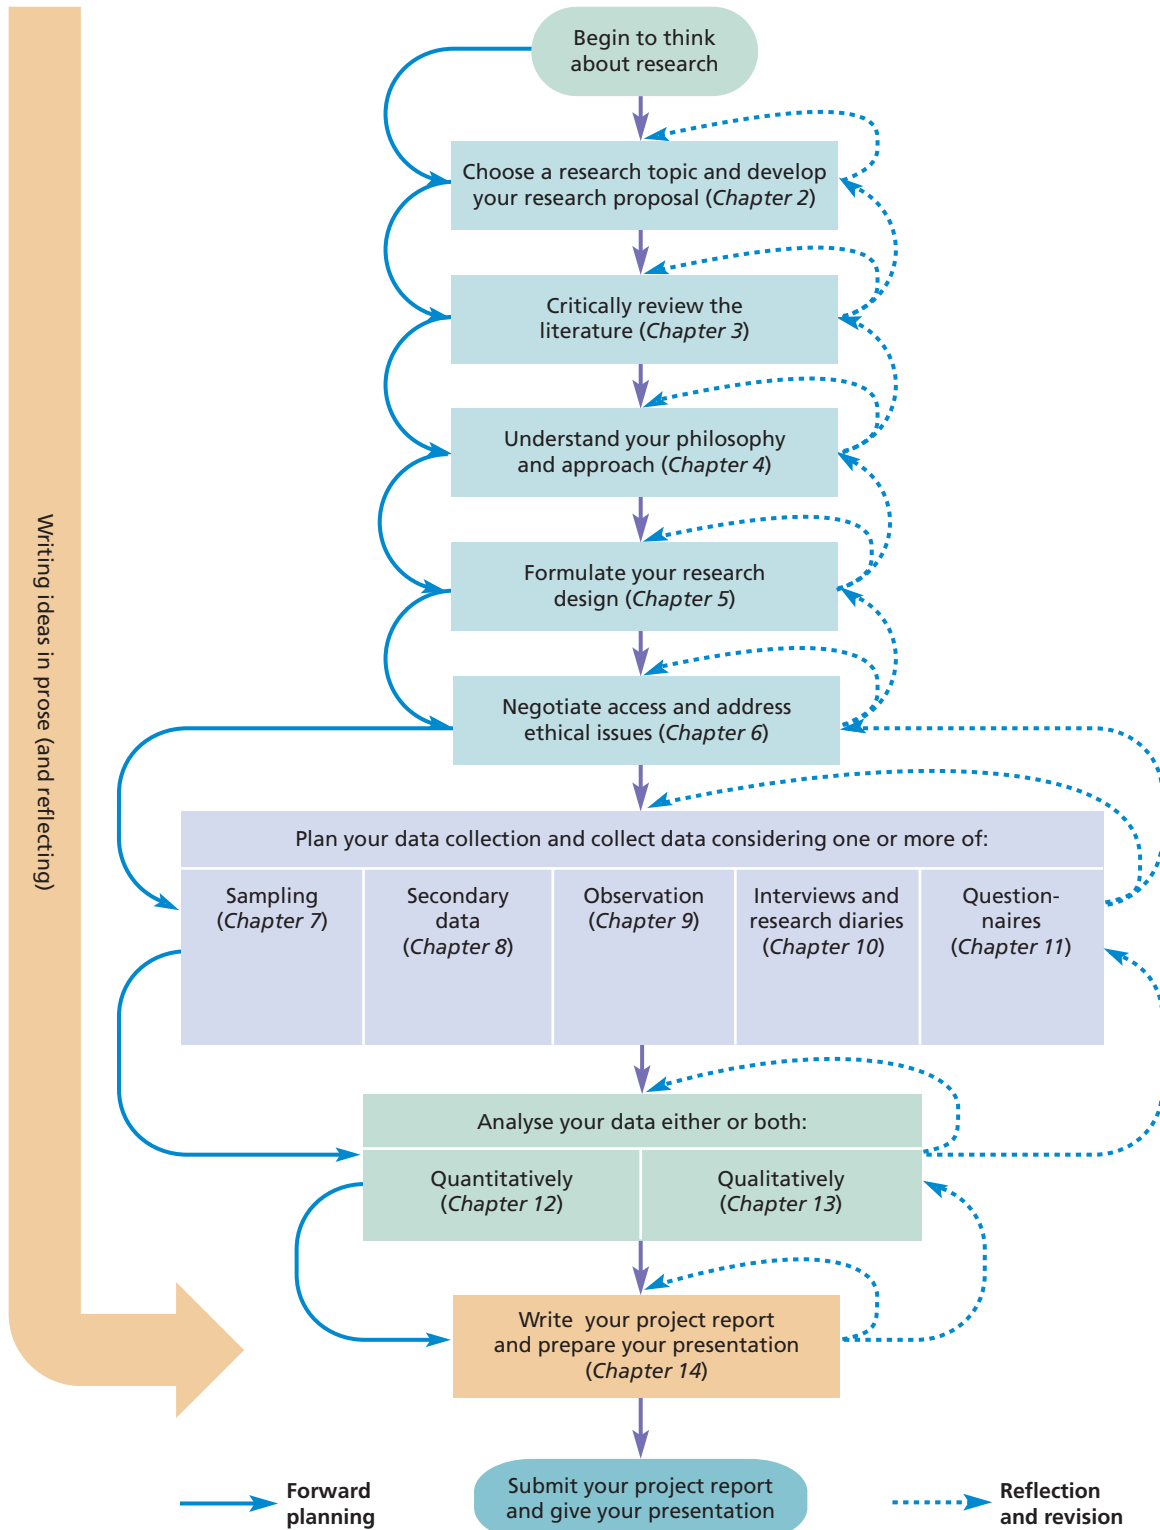 Begin to think
about research
Choose a research topic and develop
your research proposal (Chapter 2)
Critically review the
literature (Chapter 3)
Understand your philosophy
and approach (Chapter 4)
Formulate your research
design (Chapter 5)
Negotiate access and address
ethical issues (Chapter 6)
Writing ideas in prose (and reflecting)
Plan your data collection and collect data considering one or more of:
Sampling
(Chapter 7)
Secondary
data
(Chapter 8)
Observation
(Chapter 9)
Interviews and
research diaries
(Chapter 10)
Question-
naires
(Chapter 11)
Analyse your data either or both:
Quantitatively
(Chapter 12)
Qualitatively
(Chapter 13)
Write your project report
and prepare your presentation
(Chapter 14)
Submit your project report
and give your presentation
Forward
planning
Reflection
and revision